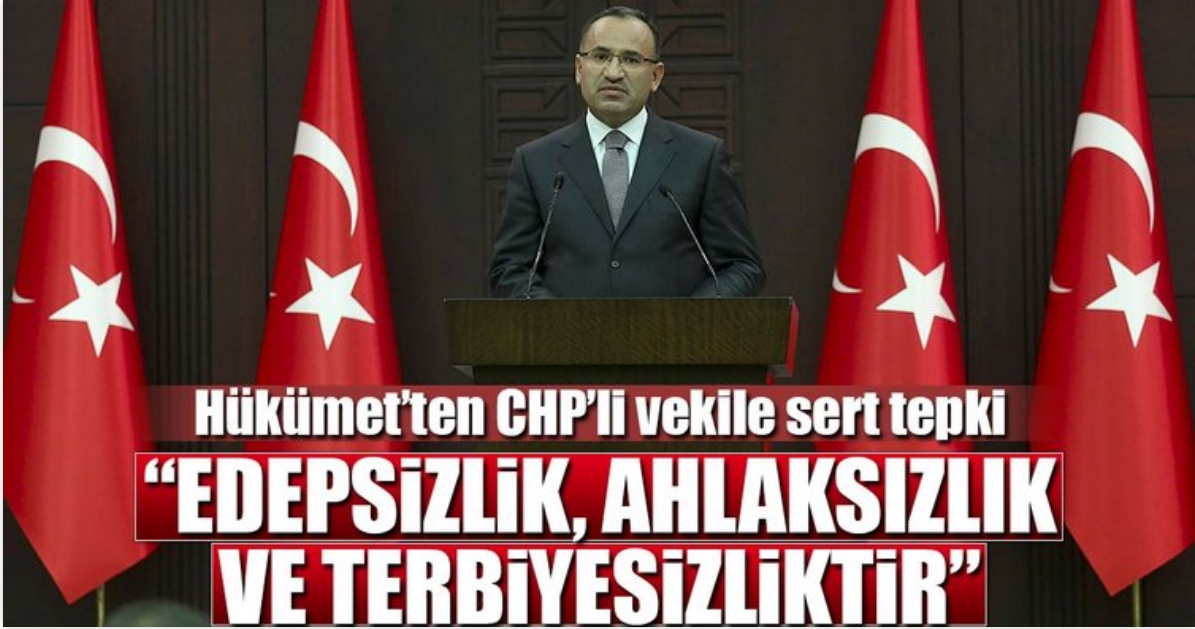 Hükümet'ten CHP'li vekile sert tepki
“EDEPSİZLİK, AHLAKSIZLIK
VE TERBİYESİZLİKTİR”